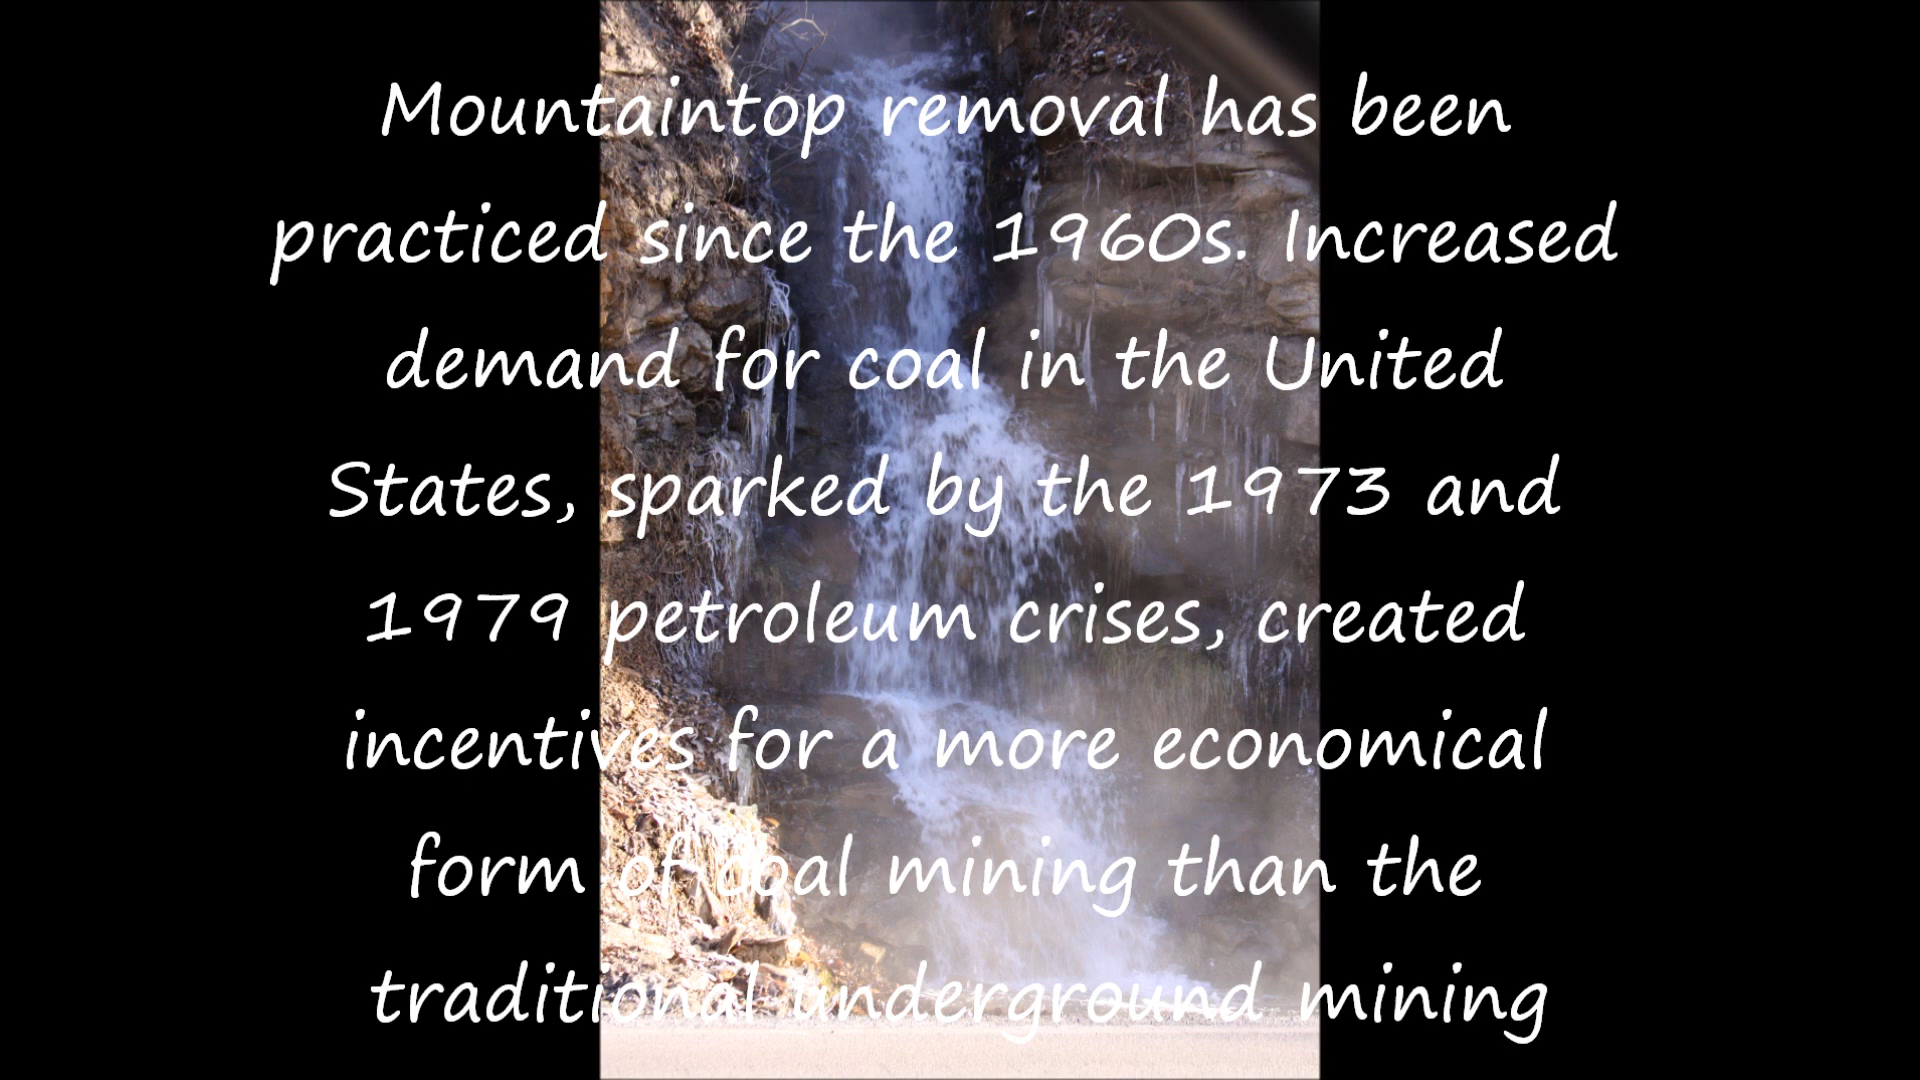 Mountaintop removal has been
practiced since the 1960s. Increased
demand for coal in the United
States, sparked by the 1973 and
1979 petroleum crises, created
incentives for a more economical
form of coal mining than the
traditional underground mining